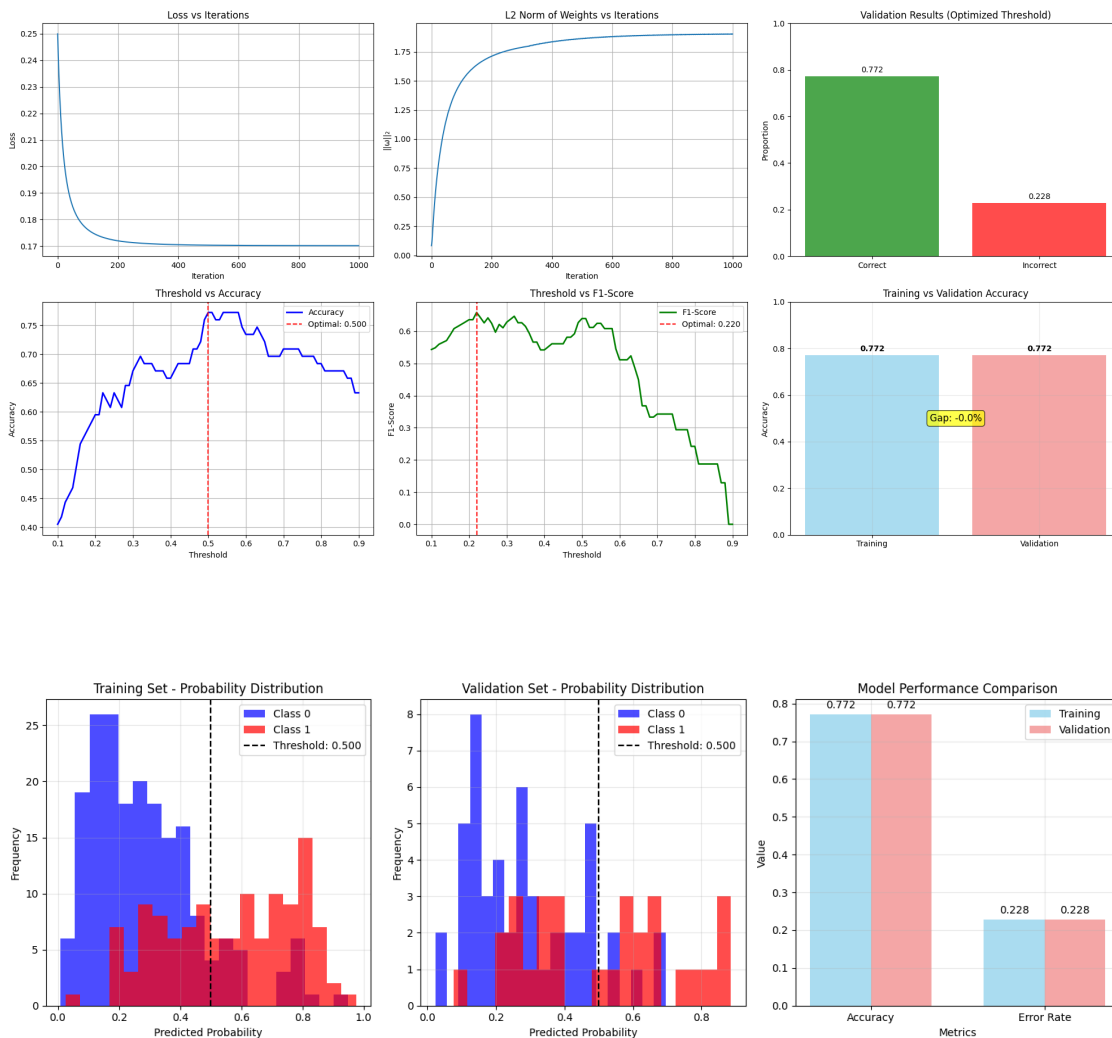 Loss vs Iterations
0.25
0.24
0.23
0.22
0.21
0.20
0.19
0.18
0.17
Loss
0 200 400 600 800 1000
Iteration
L2 Norm of Weights vs Iterations
1.75
1.50
1.25
1.00
0.75
0.50
0.25
0.00
||ω||₂
0 200 400 600 800 1000
Iteration
Validation Results (Optimized Threshold)
1.0
0.8
0.6
0.4
0.2
0.0
Proportion
0.772
0.228
Correct Incorrect
Threshold vs Accuracy
0.75
0.70
0.65
0.60
0.55
0.50
0.45
0.40
Accuracy
Accuracy
Optimal: 0.500
0.1 0.2 0.3 0.4 0.5 0.6 0.7 0.8 0.9
Threshold
Threshold vs F1-Score
0.6
0.5
0.4
0.3
0.2
0.1
0.0
F1-Score
F1-Score
Optimal: 0.220
0.1 0.2 0.3 0.4 0.5 0.6 0.7 0.8 0.9
Threshold
Training vs Validation Accuracy
1.0
0.8
0.6
0.4
0.2
0.0
Accuracy
0.772 0.772
Gap: -0.0%
Training Validation
Training Set - Probability Distribution
25
20
15
10
5
0
Frequency
Class 0
Class 1
Threshold: 0.500
0.0 0.2 0.4 0.6 0.8 1.0
Predicted Probability
Validation Set - Probability Distribution
8
7
6
5
4
3
2
1
0
Frequency
Class 0
Class 1
Threshold: 0.500
0.0 0.2 0.4 0.6 0.8
Predicted Probability
Model Performance Comparison
0.8
0.7
0.6
0.5
0.4
0.3
0.2
0.1
0.0
Value
0.772 0.772
Training
Validation
0.228 0.228
Accuracy Error Rate
Metrics